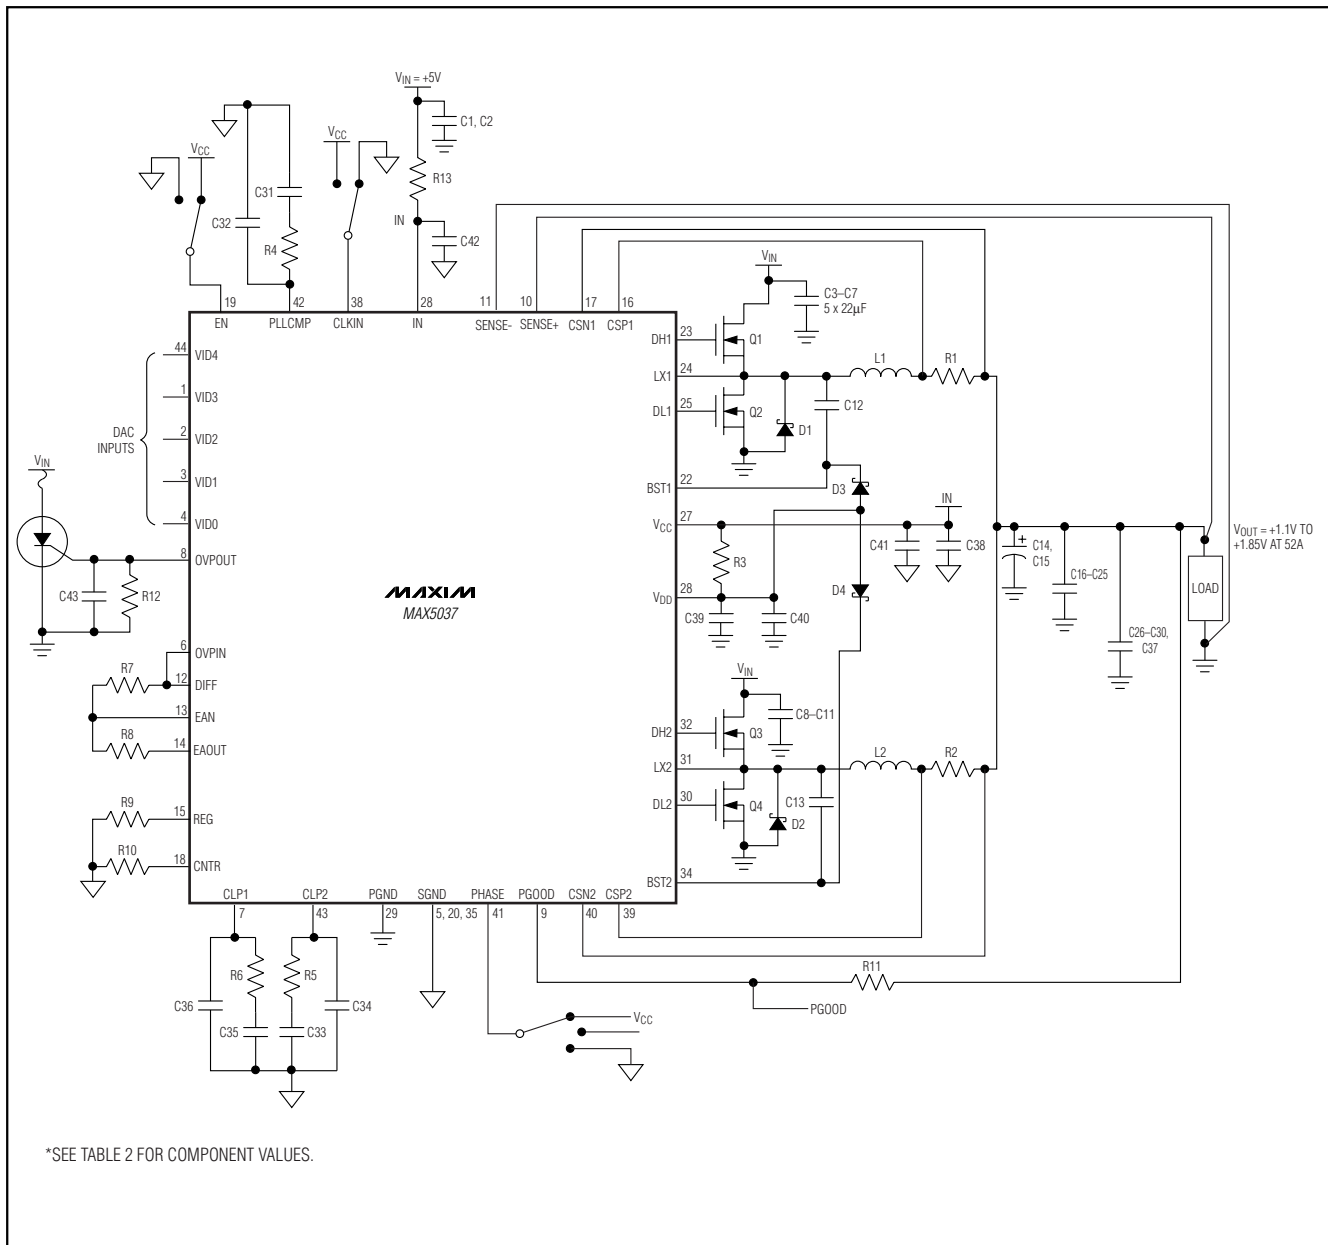 VIN = +5V
C1, C2
VCC
VCC
R13
C31
C32
R4
IN
C42
VIN
C3–C7
5 x 22µF
19
42
38
28
11
10
17
16
EN
PLLCMP
CLKIN
IN
SENSE-
SENSE+
CSN1
CSP1
DH1
23
Q1
44
VID4
LX1
24
L1
R1
1
VID3
DL1
25
Q2
C12
D1
DAC
INPUTS
2
VID2
VIN
3
VID1
BST1
22
D3
IN
4
VID0
VCC
27
VOUT = +1.1V TO
+1.85V AT 52A
8
OVPOUT
R3
C41
C38
C14,
C15
C16–C25
LOAD
C43
R12
MAXIM
MAX5037
VDD
28
D4
C39
C40
C26–C30,
C37
6
OVPIN
R7
12
DIFF
VIN
13
EAN
C8–C11
R8
14
EAOUT
DH2
32
Q3
LX2
31
L2
R2
R9
15
REG
DL2
30
Q4
C13
D2
R10
18
CNTR
BST2
34
CLP1
CLP2
PGND
SGND
PHASE
PGOOD
CSN2
CSP2
7
43
29
5, 20, 35
41
9
40
39
R6
R5
R11
C36
C35
C33
C34
PGOOD
VCC
*SEE TABLE 2 FOR COMPONENT VALUES.